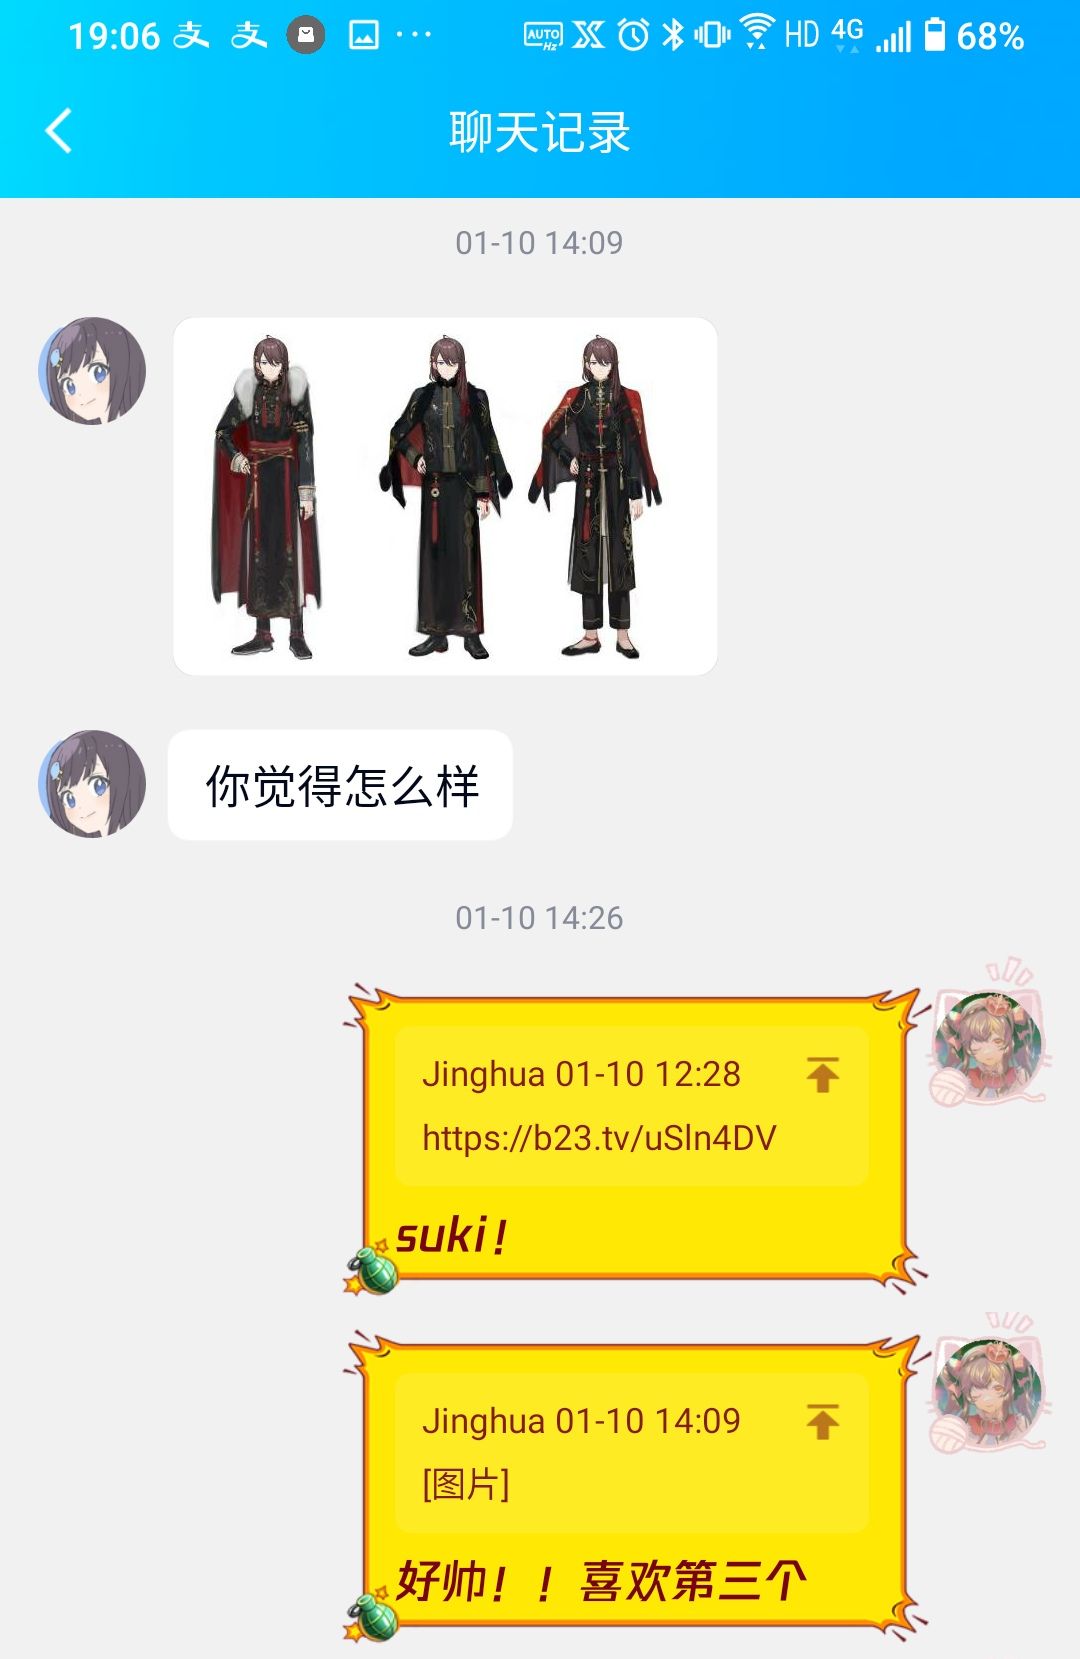 19:06 支 支 ··· AUTO Hz HD 4G 68%
聊天记录
01-10 14:09
你觉得怎么样
01-10 14:26
Jinghua 01-10 12:28
https://b23.tv/uSln4DV
suki!
Jinghua 01-10 14:09
[图片]
好帅！！喜欢第三个